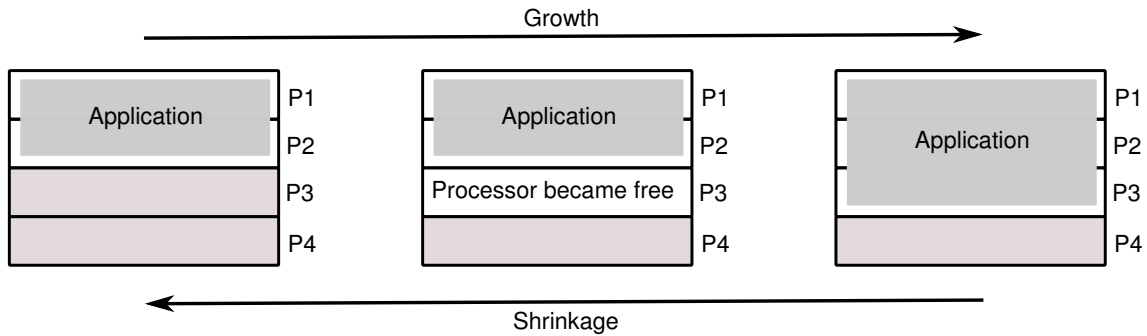 Growth
Application
P1
P2
P3
P4
Application
Processor became free
P1
P2
P3
P4
Application
P1
P2
P3
P4
Shrinkage